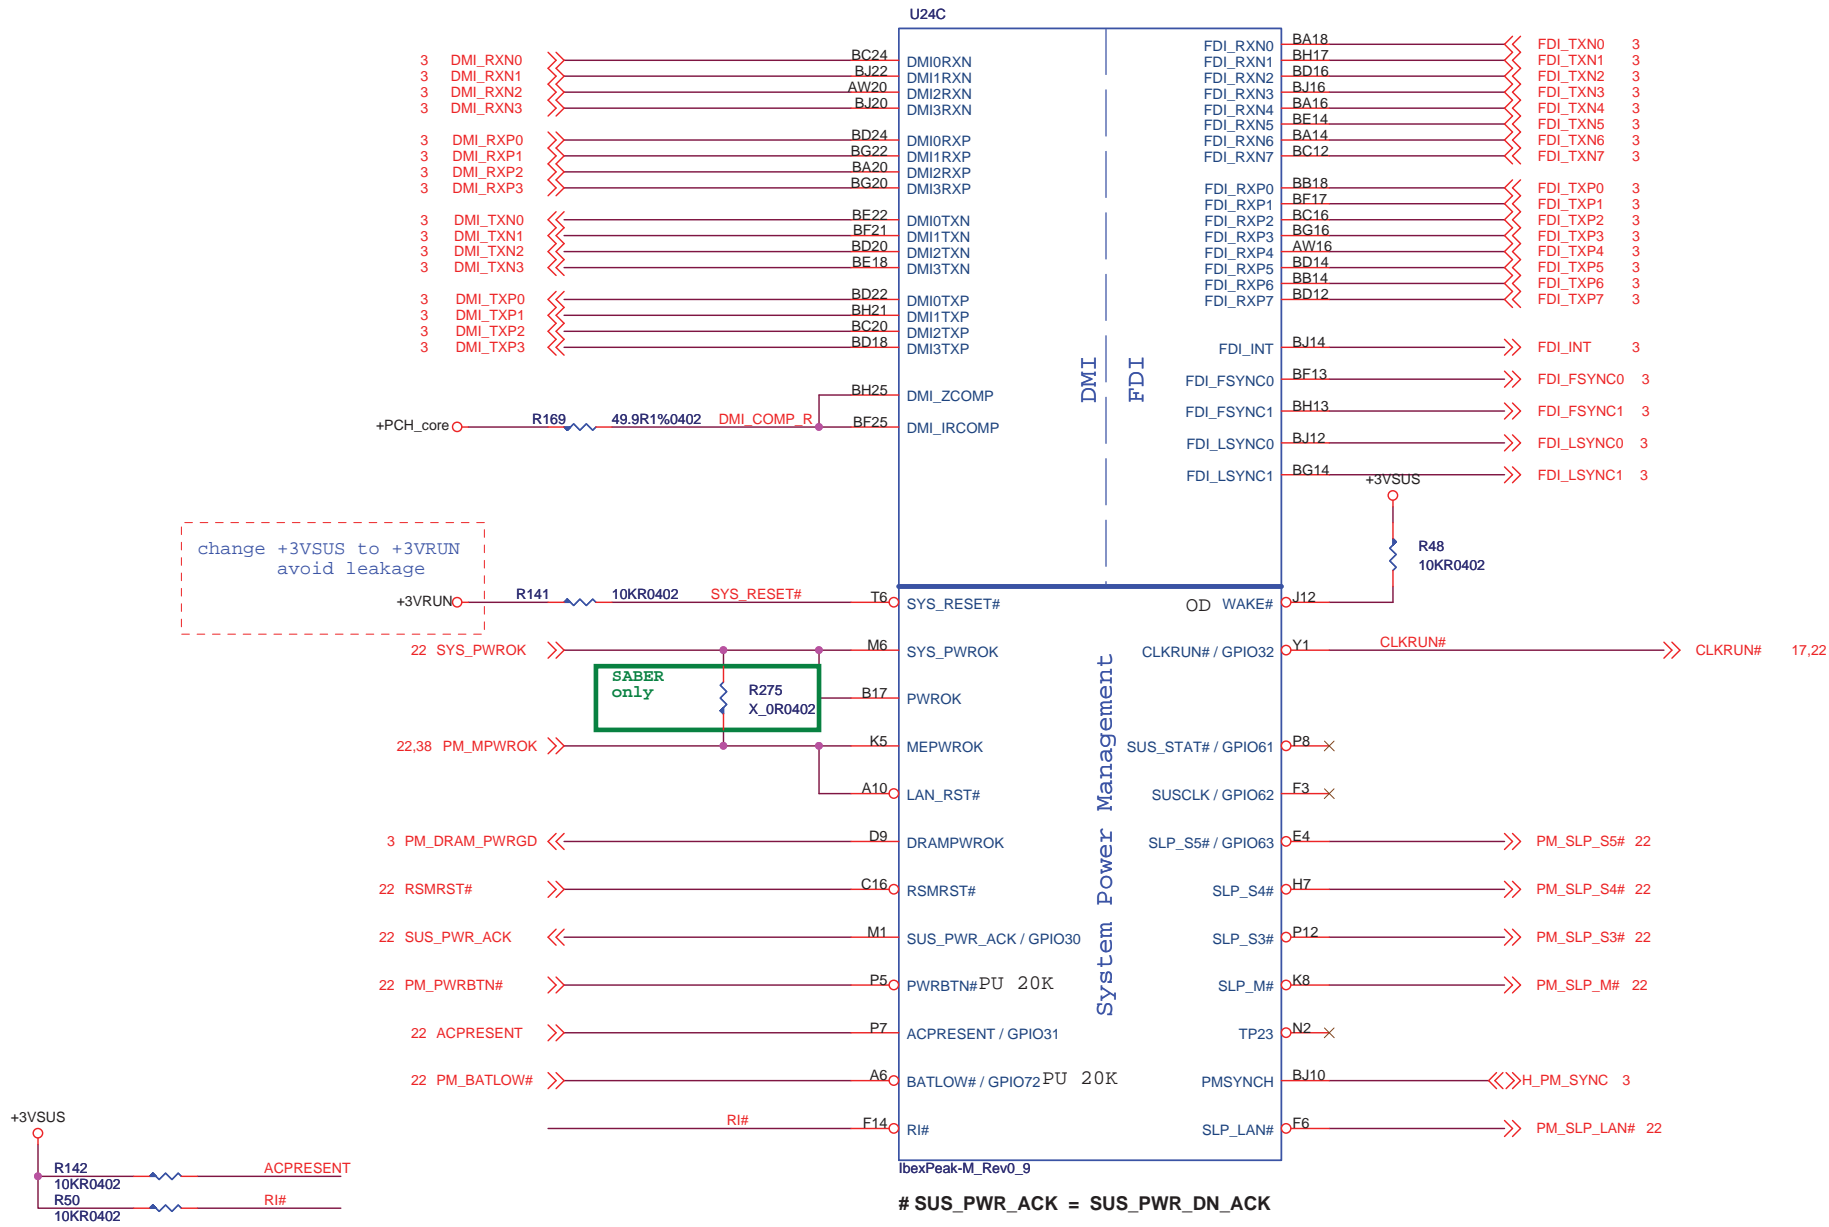 U24C
3 DMI_RXN0 BC24 DMI0RXN
3 DMI_RXN1 BJ22 DMI1RXN
3 DMI_RXN2 AW20 DMI2RXN
3 DMI_RXN3 BJ20 DMI3RXN
3 DMI_RXP0 BD24 DMI0RXP
3 DMI_RXP1 BG22 DMI1RXP
3 DMI_RXP2 BA20 DMI2RXP
3 DMI_RXP3 BG20 DMI3RXP
3 DMI_TXN0 BE22 DMI0TXN
3 DMI_TXN1 BF21 DMI1TXN
3 DMI_TXN2 BD20 DMI2TXN
3 DMI_TXN3 BE18 DMI3TXN
3 DMI_TXP0 BD22 DMI0TXP
3 DMI_TXP1 BH21 DMI1TXP
3 DMI_TXP2 BC20 DMI2TXP
3 DMI_TXP3 BD18 DMI3TXP
BH25 DMI_ZCOMP
+PCH_core R169 49.9R1%0402 DMI_COMP_R BF25 DMI_IRCOMP
DMI
FDI
FDI_RXN0 BA18 FDI_TXN0 3
FDI_RXN1 BH17 FDI_TXN1 3
FDI_RXN2 BD16 FDI_TXN2 3
FDI_RXN3 BJ16 FDI_TXN3 3
FDI_RXN4 BA16 FDI_TXN4 3
FDI_RXN5 BE14 FDI_TXN5 3
FDI_RXN6 BA14 FDI_TXN6 3
FDI_RXN7 BC12 FDI_TXN7 3
FDI_RXP0 BB18 FDI_TXP0 3
FDI_RXP1 BF17 FDI_TXP1 3
FDI_RXP2 BC16 FDI_TXP2 3
FDI_RXP3 BG16 FDI_TXP3 3
FDI_RXP4 AW16 FDI_TXP4 3
FDI_RXP5 BD14 FDI_TXP5 3
FDI_RXP6 BB14 FDI_TXP6 3
FDI_RXP7 BD12 FDI_TXP7 3
FDI_INT BJ14 FDI_INT 3
FDI_FSYNC0 BF13 FDI_FSYNC0 3
FDI_FSYNC1 BH13 FDI_FSYNC1 3
FDI_LSYNC0 BJ12 FDI_LSYNC0 3
FDI_LSYNC1 BG14 FDI_LSYNC1 3
+3VSUS
R48
10KR0402
change +3VSUS to +3VRUN
avoid leakage
+3VRUN R141 10KR0402 SYS_RESET# T6 SYS_RESET#
22 SYS_PWROK M6 SYS_PWROK
SABER
only
R275
X_0R0402
B17 PWROK
22,38 PM_MPWROK K5 MEPWROK
A10 LAN_RST#
3 PM_DRAM_PWRGD D9 DRAMPWROK
22 RSMRST# C16 RSMRST#
22 SUS_PWR_ACK M1 SUS_PWR_ACK / GPIO30
22 PM_PWRBTN# P5 PWRBTN# PU 20K
22 ACPRESENT P7 ACPRESENT / GPIO31
22 PM_BATLOW# A6 BATLOW# / GPIO72 PU 20K
RI# F14 RI#
System Power Management
OD WAKE# J12
CLKRUN# / GPIO32 Y1 CLKRUN# CLKRUN# 17,22
SUS_STAT# / GPIO61 P8
SUSCLK / GPIO62 F3
SLP_S5# / GPIO63 E4 PM_SLP_S5# 22
SLP_S4# H7 PM_SLP_S4# 22
SLP_S3# P12 PM_SLP_S3# 22
SLP_M# K8 PM_SLP_M# 22
TP23 N2
PMSYNCH BJ10 H_PM_SYNC 3
SLP_LAN# F6 PM_SLP_LAN# 22
+3VSUS
R142 ACPRESENT
10KR0402
R50 RI#
10KR0402
IbexPeak-M_Rev0_9
# SUS_PWR_ACK = SUS_PWR_DN_ACK